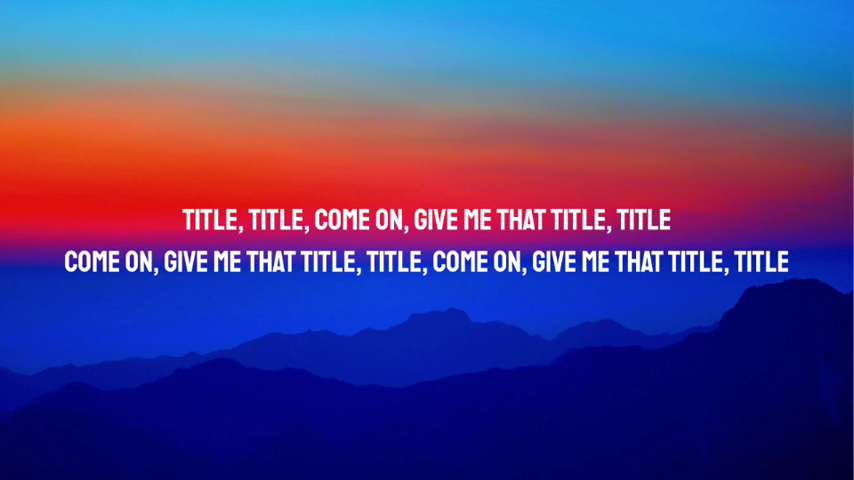 TITLE, TITLE, COME ON, GIVE ME THAT TITLE, TITLE
COME ON, GIVE ME THAT TITLE, TITLE, COME ON, GIVE ME THAT TITLE, TITLE